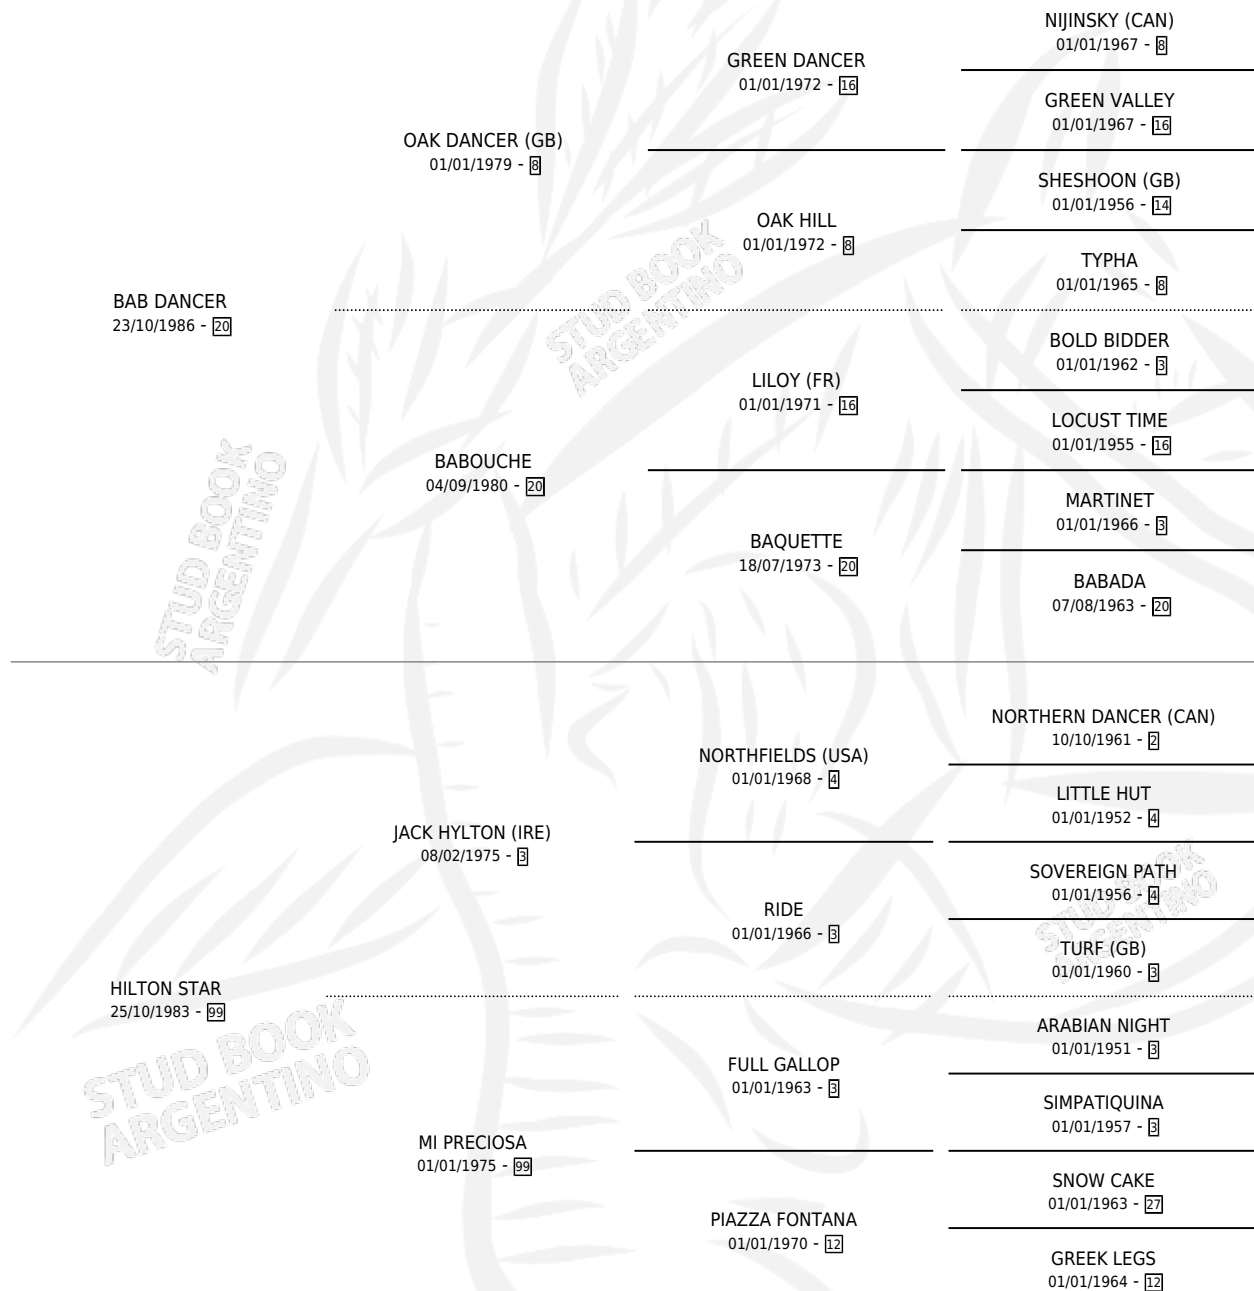 NIJINSKY (CAN)
01/01/1967 - 8
GREEN DANCER
01/01/1972 - 16
GREEN VALLEY
01/01/1967 - 16
OAK DANCER (GB)
01/01/1979 - 8
SHESHOON (GB)
01/01/1956 - 14
OAK HILL
01/01/1972 - 8
TYPHA
01/01/1965 - 8
BAB DANCER
23/10/1986 - 20
STUD BOOK
ARGENTINO
BOLD BIDDER
01/01/1962 - 3
LILOY (FR)
01/01/1971 - 16
LOCUST TIME
01/01/1955 - 16
BABOUCHE
04/09/1980 - 20
MARTINET
01/01/1966 - 3
BAQUETTE
18/07/1973 - 20
BABADA
07/08/1963 - 20
STUD BOOK
ARGENTINO
NORTHERN DANCER (CAN)
10/10/1961 - 2
NORTHFIELDS (USA)
01/01/1968 - 4
LITTLE HUT
01/01/1952 - 4
JACK HYLTON (IRE)
08/02/1975 - 3
SOVEREIGN PATH
01/01/1956 - 4
RIDE
01/01/1966 - 3
TURF (GB)
01/01/1960 - 3
STUD BOOK
ARGENTINO
HILTON STAR
25/10/1983 - 99
ARABIAN NIGHT
01/01/1951 - 3
FULL GALLOP
01/01/1963 - 3
SIMPATIQUINA
01/01/1957 - 3
STUD BOOK
ARGENTINO
MI PRECIOSA
01/01/1975 - 99
SNOW CAKE
01/01/1963 - 27
PIAZZA FONTANA
01/01/1970 - 12
GREEK LEGS
01/01/1964 - 12